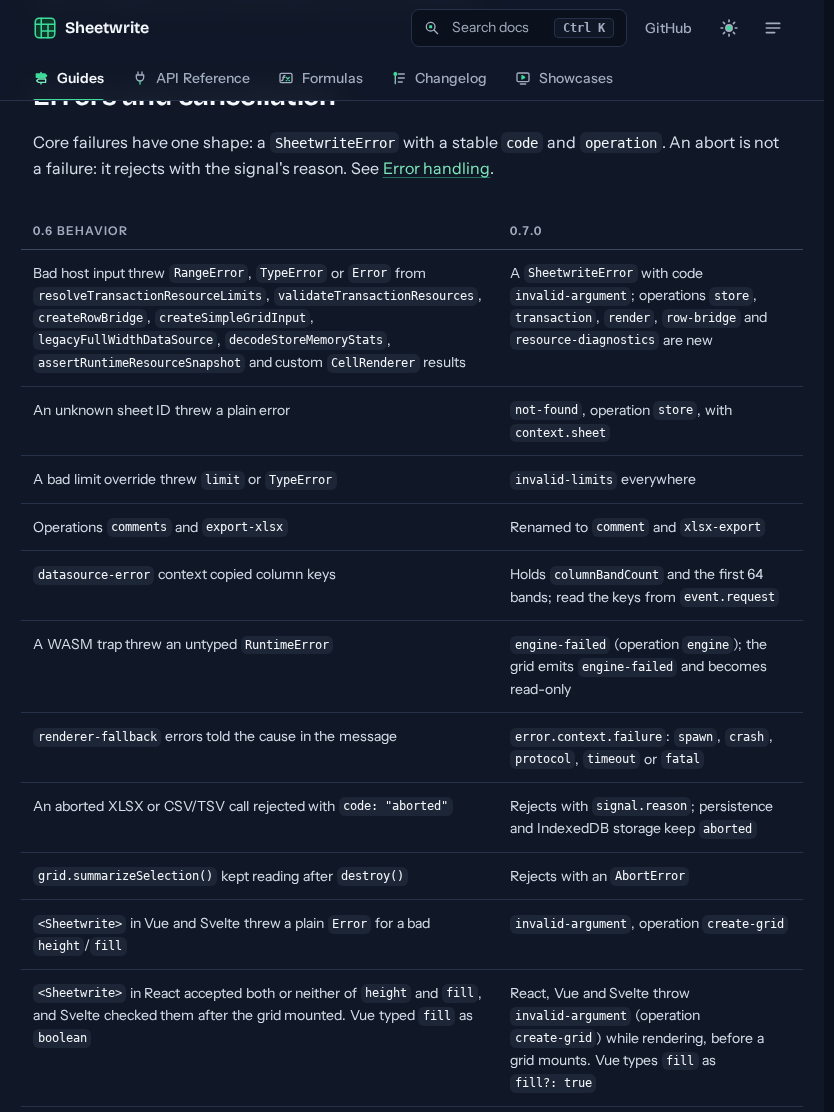 Sheetwrite
Search docs
Ctrl K
GitHub
Guides
API Reference
Formulas
Changelog
Showcases
Errors and cancellation
Core failures have one shape: a SheetwriteError with a stable code and operation. An abort is not
a failure: it rejects with the signal's reason. See Error handling.
0.6 BEHAVIOR
0.7.0
Bad host input threw RangeError, TypeError or Error from
resolveTransactionResourceLimits, validateTransactionResources,
createRowBridge, createSimpleGridInput,
legacyFullWidthDataSource, decodeStoreMemoryStats,
assertRuntimeResourceSnapshot and custom CellRenderer results
A SheetwriteError with code
invalid-argument; operations store,
transaction, render, row-bridge and
resource-diagnostics are new
An unknown sheet ID threw a plain error
not-found, operation store, with
context.sheet
A bad limit override threw limit or TypeError
invalid-limits everywhere
Operations comments and export-xlsx
Renamed to comment and xlsx-export
datasource-error context copied column keys
Holds columnBandCount and the first 64
bands; read the keys from event.request
A WASM trap threw an untyped RuntimeError
engine-failed (operation engine); the
grid emits engine-failed and becomes
read-only
renderer-fallback errors told the cause in the message
error.context.failure: spawn, crash,
protocol, timeout or fatal
An aborted XLSX or CSV/TSV call rejected with code: "aborted"
Rejects with signal.reason; persistence
and IndexedDB storage keep aborted
grid.summarizeSelection() kept reading after destroy()
Rejects with an AbortError
<Sheetwrite> in Vue and Svelte threw a plain Error for a bad
height/fill
invalid-argument, operation create-grid
<Sheetwrite> in React accepted both or neither of height and fill,
and Svelte checked them after the grid mounted. Vue typed fill as
boolean
React, Vue and Svelte throw
invalid-argument (operation
create-grid) while rendering, before a
grid mounts. Vue types fill as
fill?: true